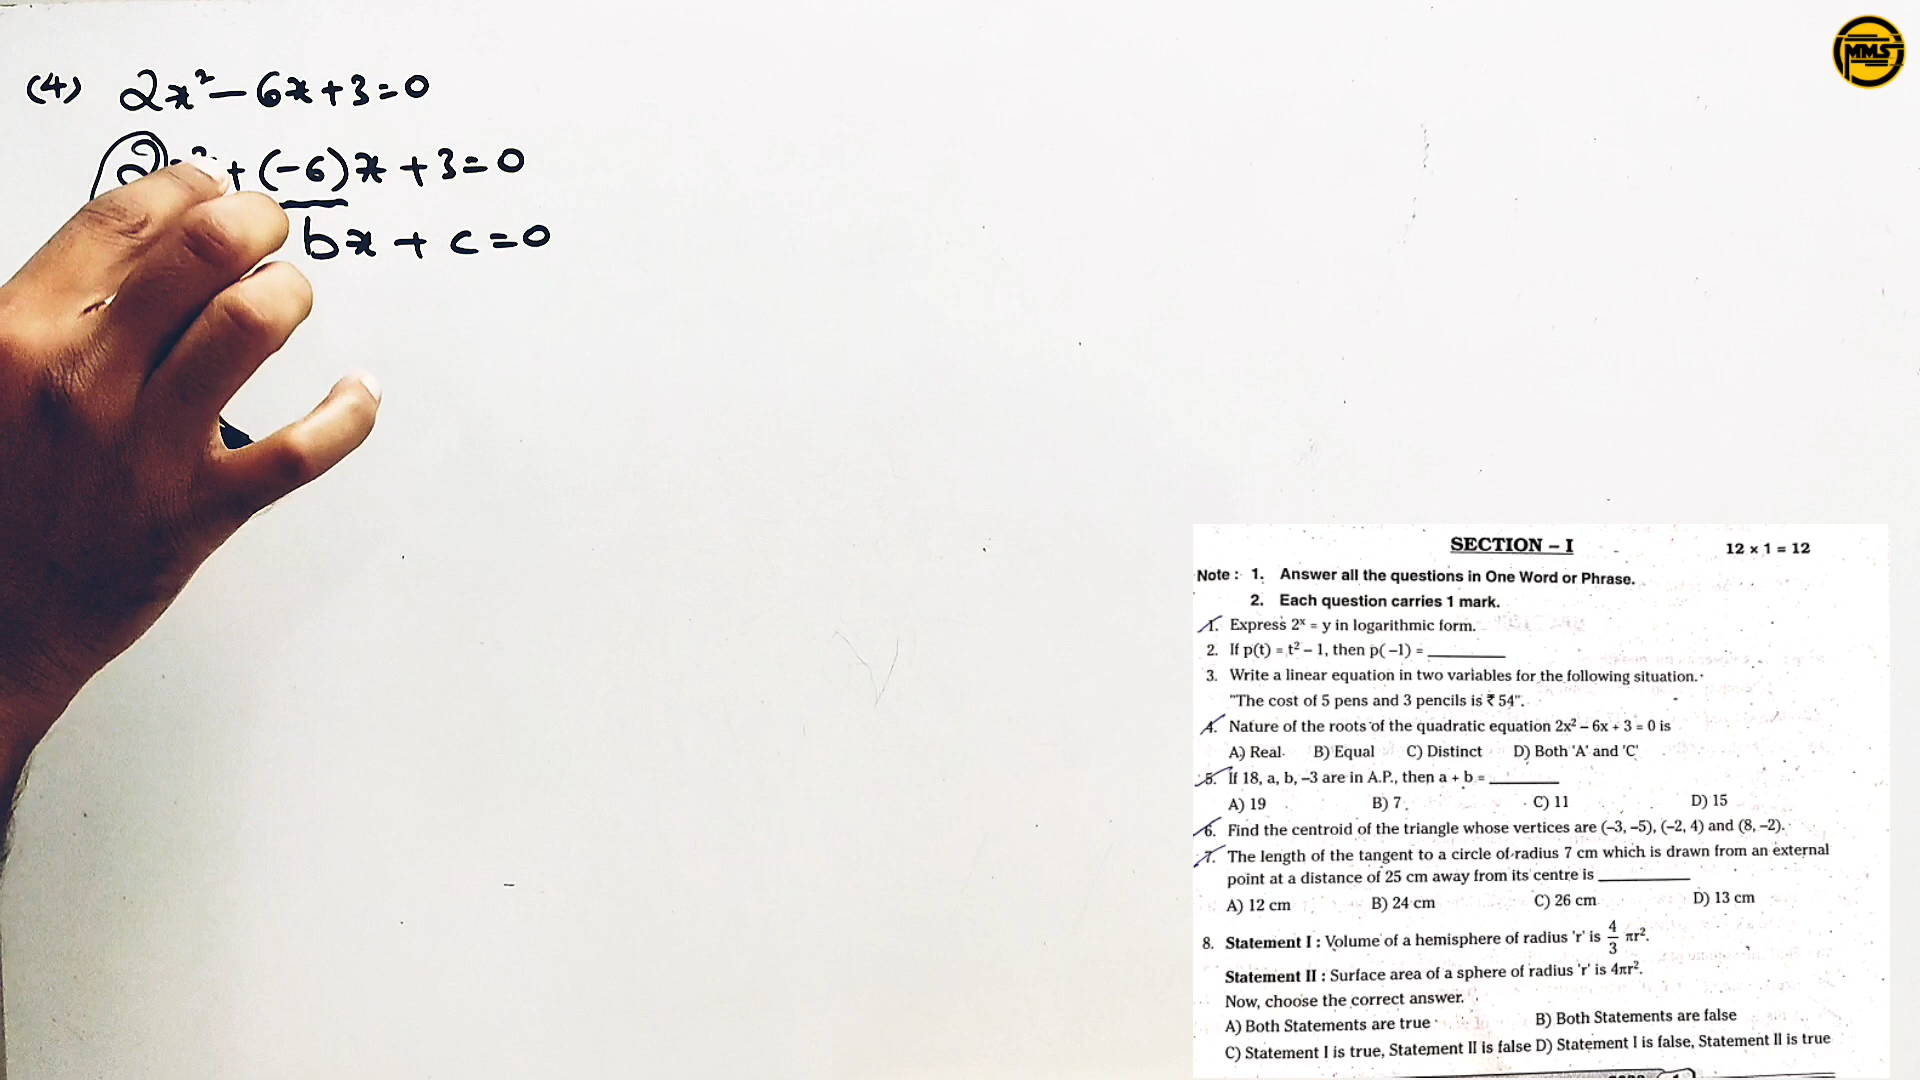 MMS
(4) 2x² - 6x + 3 = 0
+ (-6)x + 3 = 0
bx + c = 0
SECTION – I
12 x 1 = 12
Note : 1. Answer all the questions in One Word or Phrase.
2. Each question carries 1 mark.
1. Express 2ˣ = y in logarithmic form.
2. If p(t) = t² – 1, then p(–1) = ________
3. Write a linear equation in two variables for the following situation.
"The cost of 5 pens and 3 pencils is ₹ 54".
4. Nature of the roots of the quadratic equation 2x² – 6x + 3 = 0 is
A) Real B) Equal C) Distinct D) Both 'A' and 'C'
5. If 18, a, b, –3 are in A.P., then a + b = ________
A) 19 B) 7 C) 11 D) 15
6. Find the centroid of the triangle whose vertices are (–3, –5), (–2, 4) and (8, –2).
7. The length of the tangent to a circle of radius 7 cm which is drawn from an external
point at a distance of 25 cm away from its centre is ________
A) 12 cm B) 24 cm C) 26 cm D) 13 cm
8. Statement I : Volume of a hemisphere of radius 'r' is 4/3 πr².
Statement II : Surface area of a sphere of radius 'r' is 4πr².
Now, choose the correct answer.
A) Both Statements are true B) Both Statements are false
C) Statement I is true, Statement II is false D) Statement I is false, Statement II is true